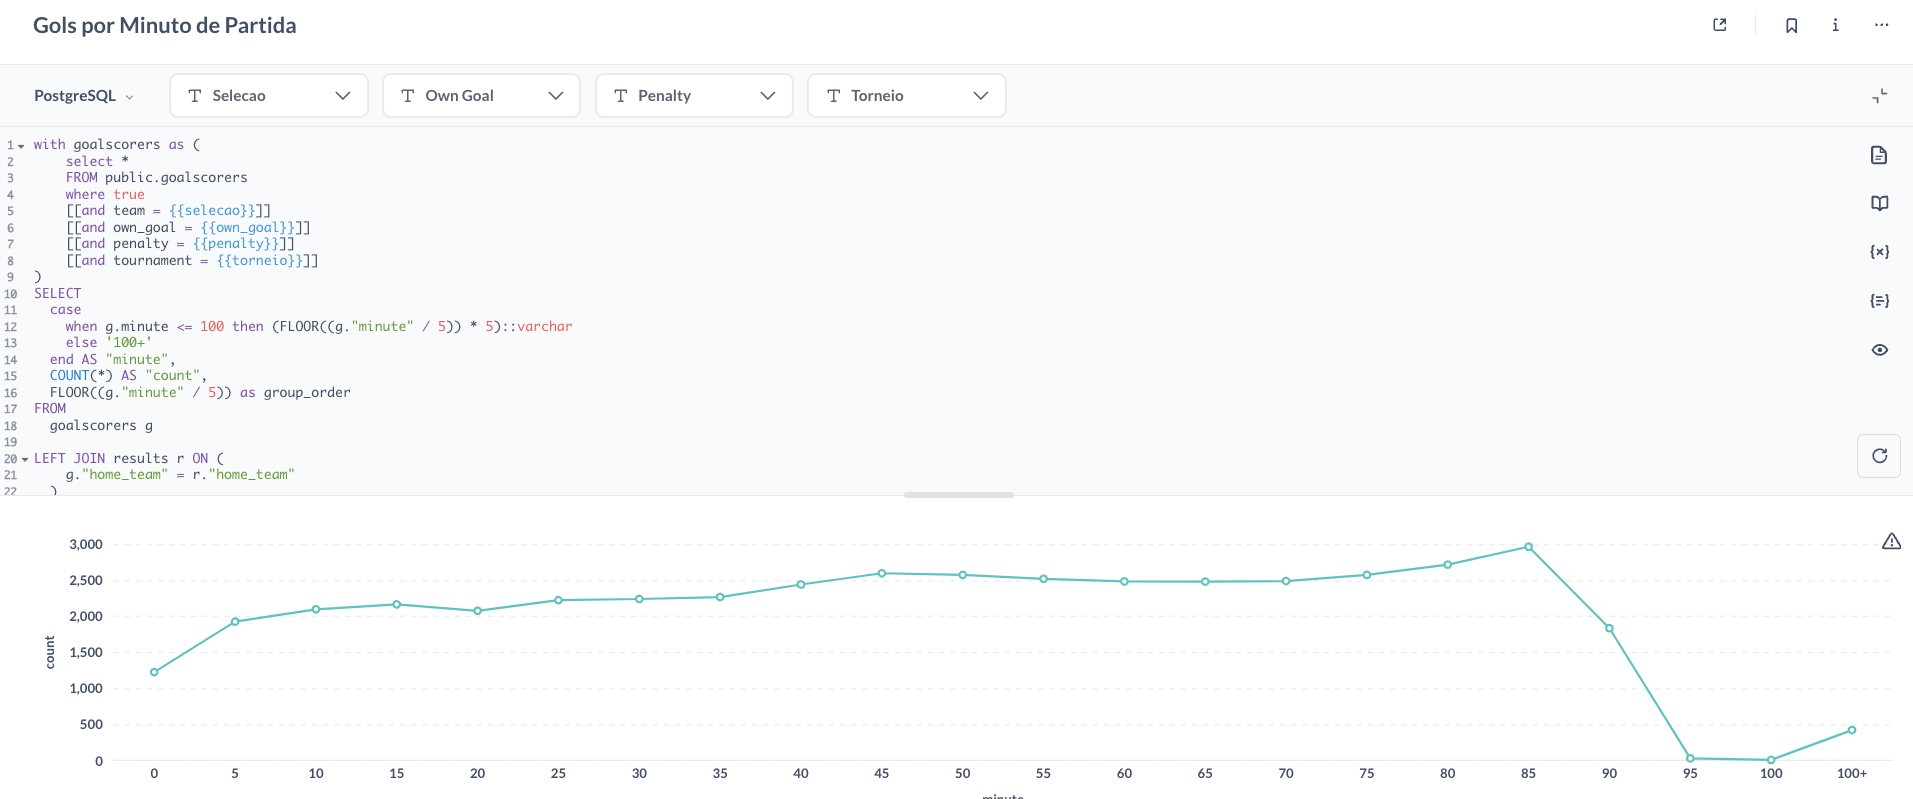 Gols por Minuto de Partida
PostgreSQL
Selecao
Own Goal
Penalty
Torneio
1 with goalscorers as (
2 select *
3 FROM public.goalscorers
4 where true
5 [[and team = {{selecao}}]]
6 [[and own_goal = {{own_goal}}]]
7 [[and penalty = {{penalty}}]]
8 [[and tournament = {{torneio}}]]
9 )
10 SELECT
11 case
12 when g.minute <= 100 then (FLOOR((g."minute" / 5)) * 5)::varchar
13 else '100+'
14 end AS "minute",
15 COUNT(*) AS "count",
16 FLOOR((g."minute" / 5)) as group_order
17 FROM
18 goalscorers g
19
20 LEFT JOIN results r ON (
21 g."home_team" = r."home_team"
22 )
3,000
2,500
2,000
1,500
1,000
500
0
count
0 5 10 15 20 25 30 35 40 45 50 55 60 65 70 75 80 85 90 95 100 100+
minute